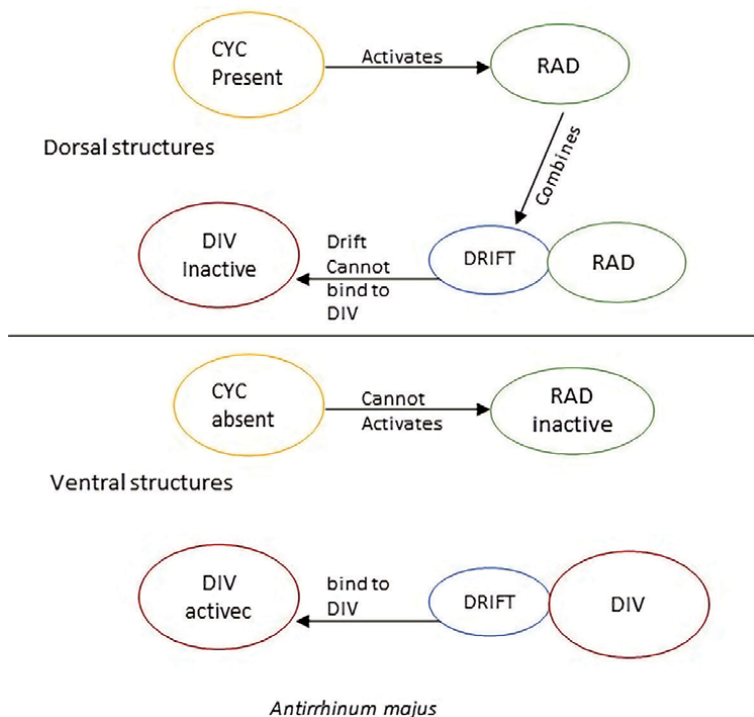 CYC
Present
Activates
RAD
Dorsal structures
Combines
DIV
Inactive
Drift
Cannot
bind to
DIV
DRIFT
RAD
CYC
absent
Cannot
Activates
RAD
inactive
Ventral structures
DIV
activec
bind to
DIV
DRIFT
DIV
Antirrhinum majus